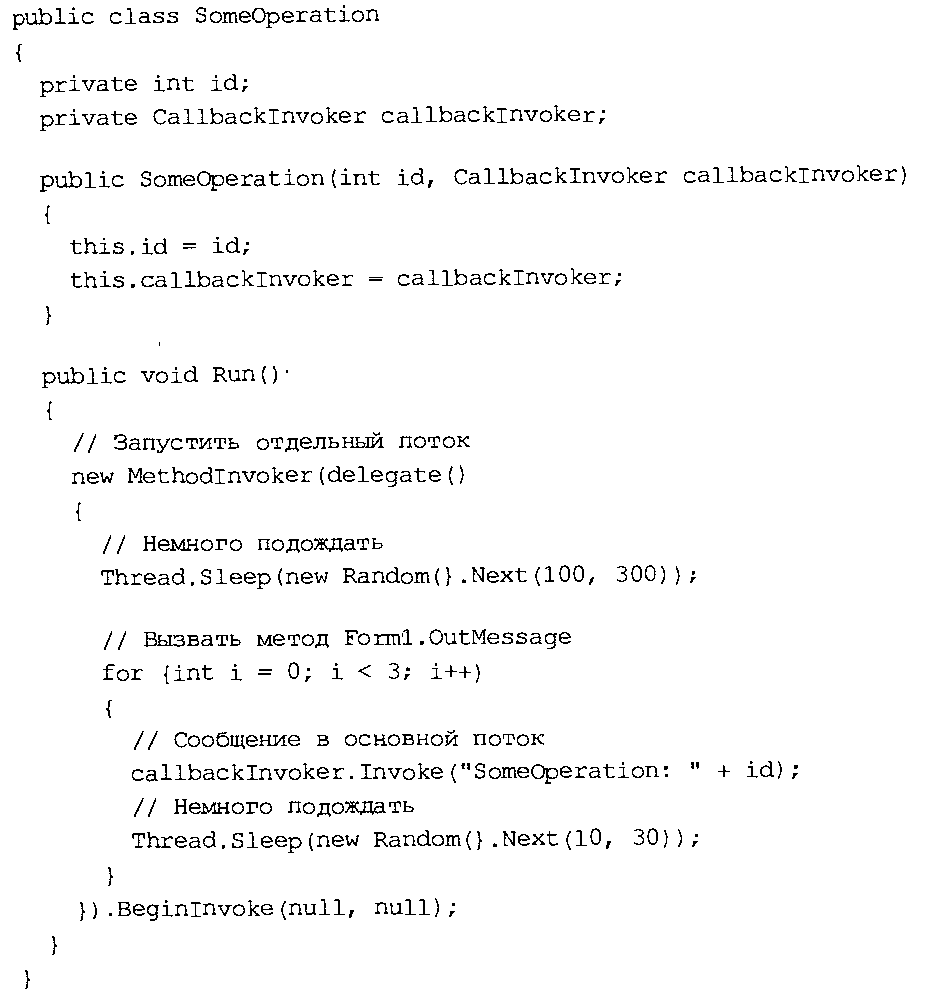 public class SomeOperation
{
private int id;
private CallbackInvoker callbackInvoker;
public SomeOperation(int id, CallbackInvoker callbackInvoker)
{
this.id = id;
this.callbackInvoker = callbackInvoker;
}
public void Run()
{
// Запустить отдельный поток
new MethodInvoker(delegate()
{
// Немного подождать
Thread.Sleep(new Random().Next(100, 300));
// Вызвать метод Form1.OutMessage
for (int i = 0; i < 3; i++)
{
// Сообщение в основной поток
callbackInvoker.Invoke("SomeOperation: " + id);
// Немного подождать
Thread.Sleep(new Random().Next(10, 30));
}
}).BeginInvoke(null, null);
}
}